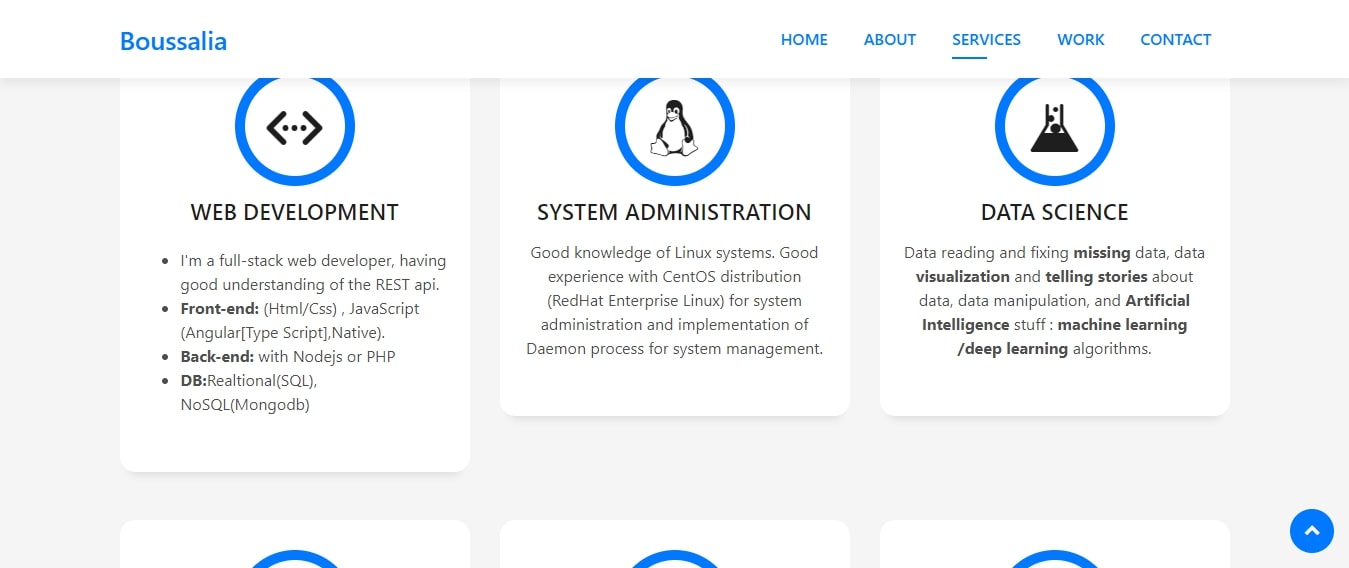 Boussalia
HOME ABOUT SERVICES WORK CONTACT
WEB DEVELOPMENT
I'm a full-stack web developer, having
good understanding of the REST api.
Front-end: (Html/Css) , JavaScript
(Angular[Type Script],Native).
Back-end: with Nodejs or PHP
DB:Realtional(SQL),
NoSQL(Mongodb)
SYSTEM ADMINISTRATION
Good knowledge of Linux systems. Good
experience with CentOS distribution
(RedHat Enterprise Linux) for system
administration and implementation of
Daemon process for system management.
DATA SCIENCE
Data reading and fixing missing data, data
visualization and telling stories about
data, data manipulation, and Artificial
Intelligence stuff : machine learning
/deep learning algorithms.